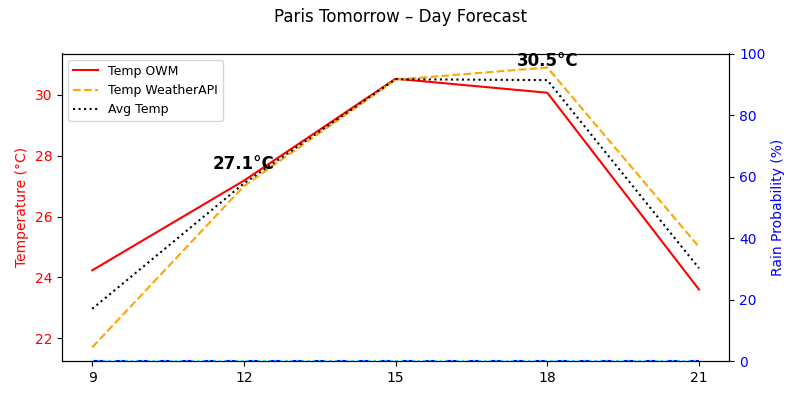 Paris Tomorrow – Day Forecast
Temp OWM
Temp WeatherAPI
Avg Temp
27.1°C
30.5°C
Temperature (°C)
30
28
26
24
22
Rain Probability (%)
100
80
60
40
20
0
9 12 15 18 21